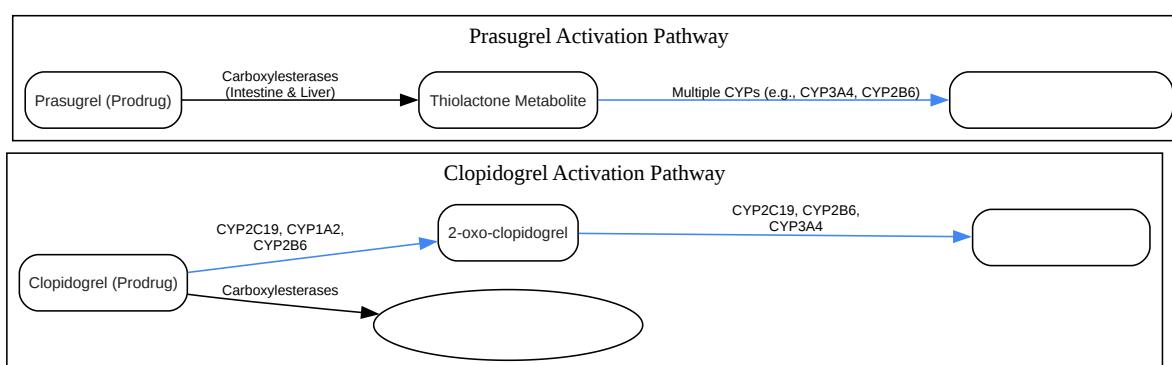 Prasugrel Activation Pathway
Prasugrel (Prodrug)
Carboxylesterases
(Intestine & Liver)
Thiolactone Metabolite
Multiple CYPs (e.g., CYP3A4, CYP2B6)
Clopidogrel Activation Pathway
Clopidogrel (Prodrug)
CYP2C19, CYP1A2,
CYP2B6
2-oxo-clopidogrel
CYP2C19, CYP2B6,
CYP3A4
Carboxylesterases